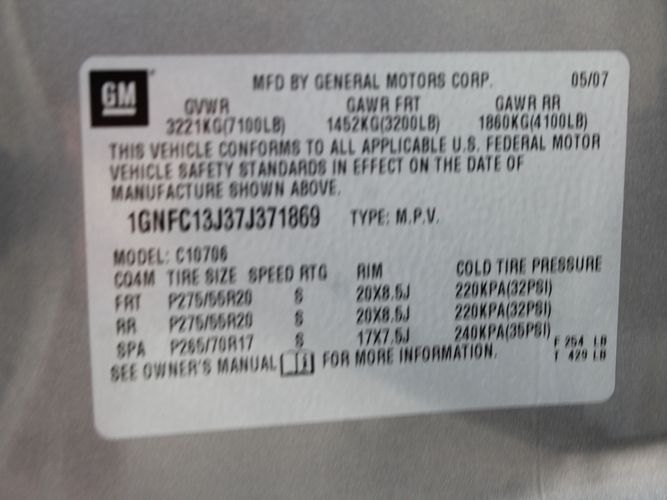 GM
MFD BY GENERAL MOTORS CORP. 05/07
GVWR GAWR FRT GAWR RR
3221KG(7100LB) 1452KG(3200LB) 1860KG(4100LB)
THIS VEHICLE CONFORMS TO ALL APPLICABLE U.S. FEDERAL MOTOR
VEHICLE SAFETY STANDARDS IN EFFECT ON THE DATE OF
MANUFACTURE SHOWN ABOVE.
1GNFC13J37J371869 TYPE: M.P.V.
MODEL: C10706
CQ4M TIRE SIZE SPEED RTG RIM COLD TIRE PRESSURE
FRT P275/55R20 S 20X8.5J 220KPA(32PSI)
RR P275/55R20 S 20X8.5J 220KPA(32PSI)
SPA P265/70R17 S 17X7.5J 240KPA(35PSI)
SEE OWNER'S MANUAL FOR MORE INFORMATION.
F 254 LB
T 429 LB